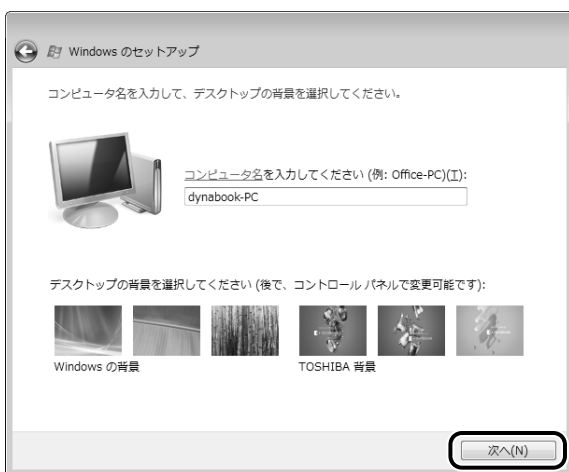 Windows のセットアップ
コンピュータ名を入力して、デスクトップの背景を選択してください。
コンピュータ名を入力してください (例: Office-PC)(T):
dynabook-PC
デスクトップの背景を選択してください (後で、コントロール パネルで変更可能です):
Windows の背景
TOSHIBA 背景
次へ(N)